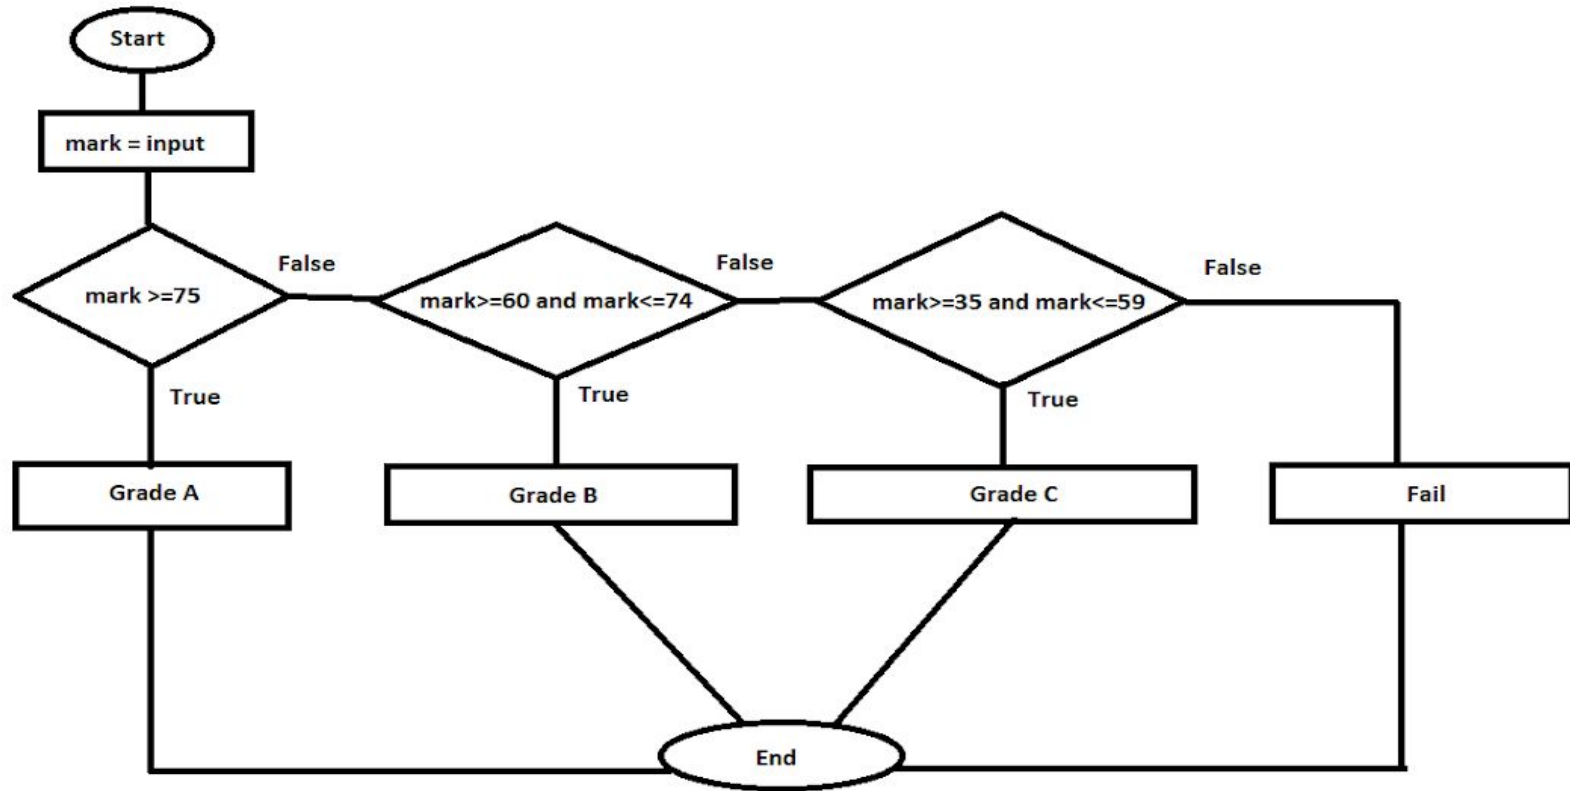 Start
mark = input
mark >=75
False
mark>=60 and mark<=74
False
mark>=35 and mark<=59
False
True
True
True
Grade A
Grade B
Grade C
Fail
End